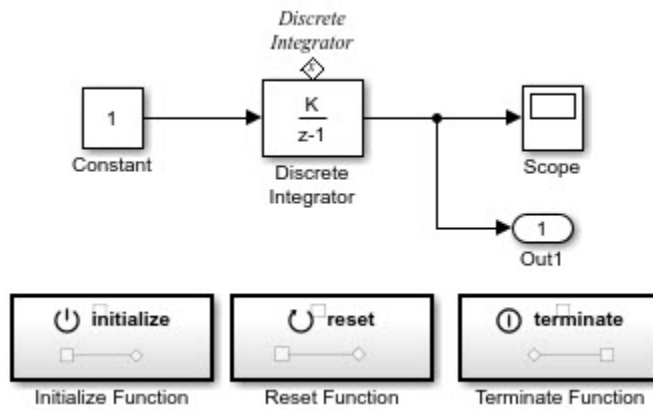 Discrete
Integrator
x
1
Constant
K
z-1
Discrete
Integrator
Scope
1
Out1
initialize
reset
terminate
Initialize Function
Reset Function
Terminate Function